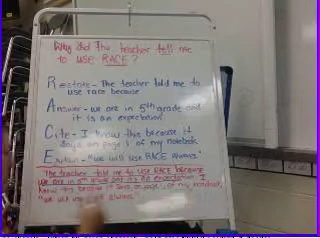 Why did the teacher tell me
to use RACE?
Restate - The teacher told me to
use race because
Answer - we are in 5th grade and
it is an expectation
Cite - I know this because it
says on page 1 of my notebook
Explain - "we will use RACE always"
The teacher told me to use RACE because
we are in 5th grade and it's an expectation. I
know this because it says on page 1 of my notebook,
"we will use always."